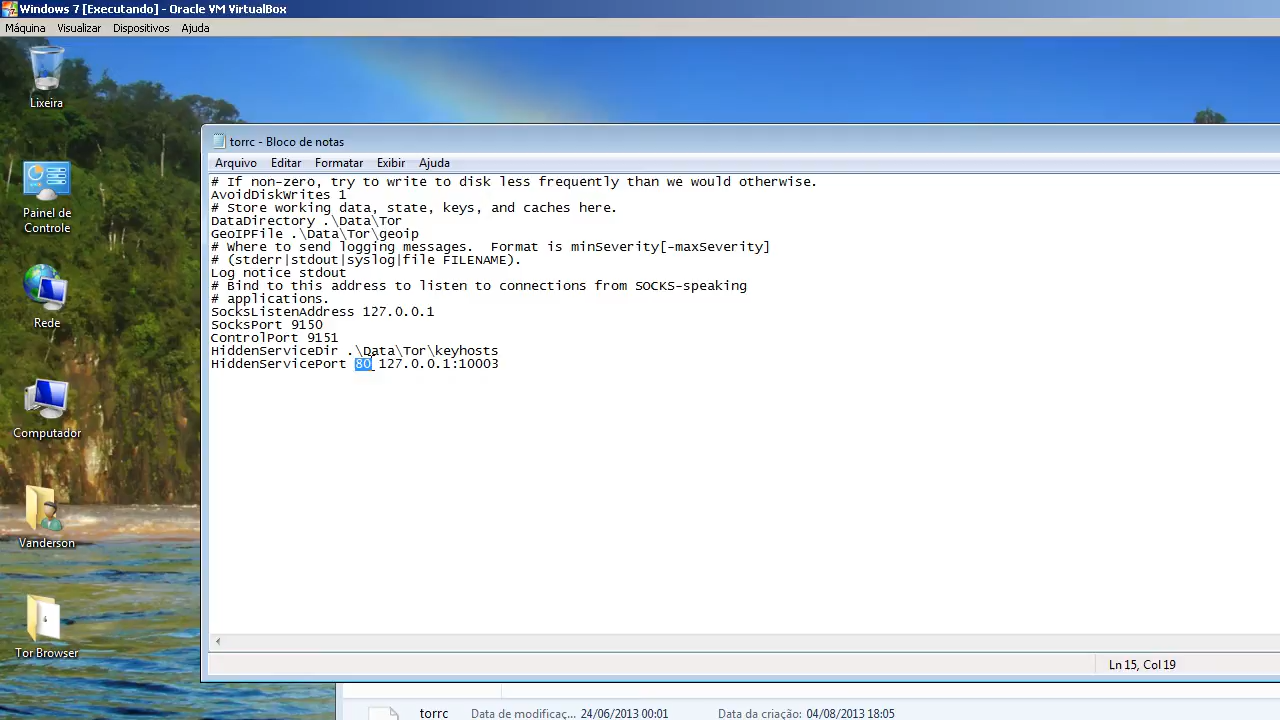 Windows 7 [Executando] - Oracle VM VirtualBox
Máquina Visualizar Dispositivos Ajuda
Lixeira
Painel de
Controle
Rede
Computador
Vanderson
Tor Browser
torrc - Bloco de notas
Arquivo Editar Formatar Exibir Ajuda
# If non-zero, try to write to disk less frequently than we would otherwise.
AvoidDiskWrites 1
# Store working data, state, keys, and caches here.
DataDirectory .\Data\Tor
GeoIPFile .\Data\Tor\geoip
# Where to send logging messages.  Format is minSeverity[-maxSeverity]
# (stderr|stdout|syslog|file FILENAME).
Log notice stdout
# Bind to this address to listen to connections from SOCKS-speaking
# applications.
SocksListenAddress 127.0.0.1
SocksPort 9150
ControlPort 9151
HiddenServiceDir .\Data\Tor\keyhosts
HiddenServicePort 80 127.0.0.1:10003
Ln 15, Col 19
torrc Data de modificaç... 24/06/2013 00:01 Data da criação: 04/08/2013 18:05